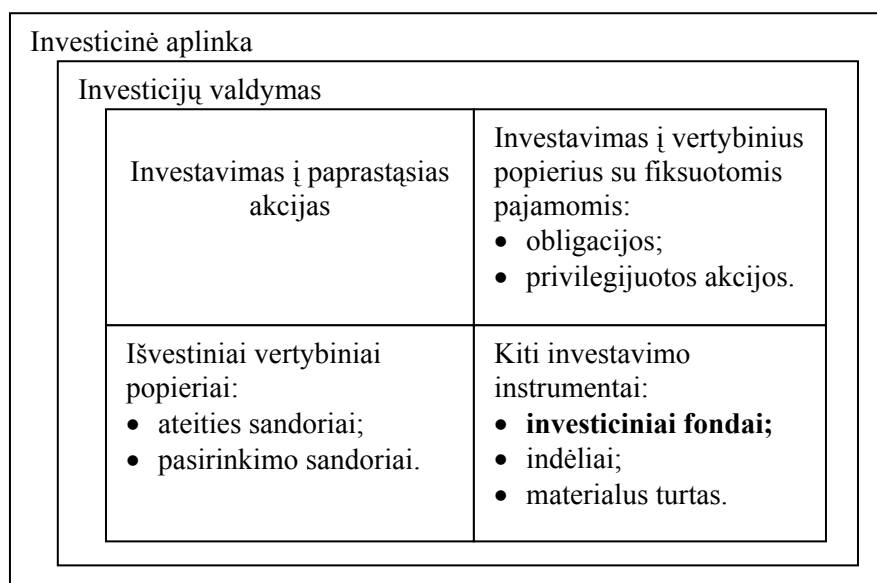 Investicinė aplinka
Investicijų valdymas
Investavimas į paprastąsias
akcijas
Investavimas į vertybinius
popierius su fiksuotomis
pajamomis:
• obligacijos;
• privilegijuotos akcijos.
Išvestiniai vertybiniai
popieriai:
• ateities sandoriai;
• pasirinkimo sandoriai.
Kiti investavimo
instrumentai:
• investiciniai fondai;
• indėliai;
• materialus turtas.